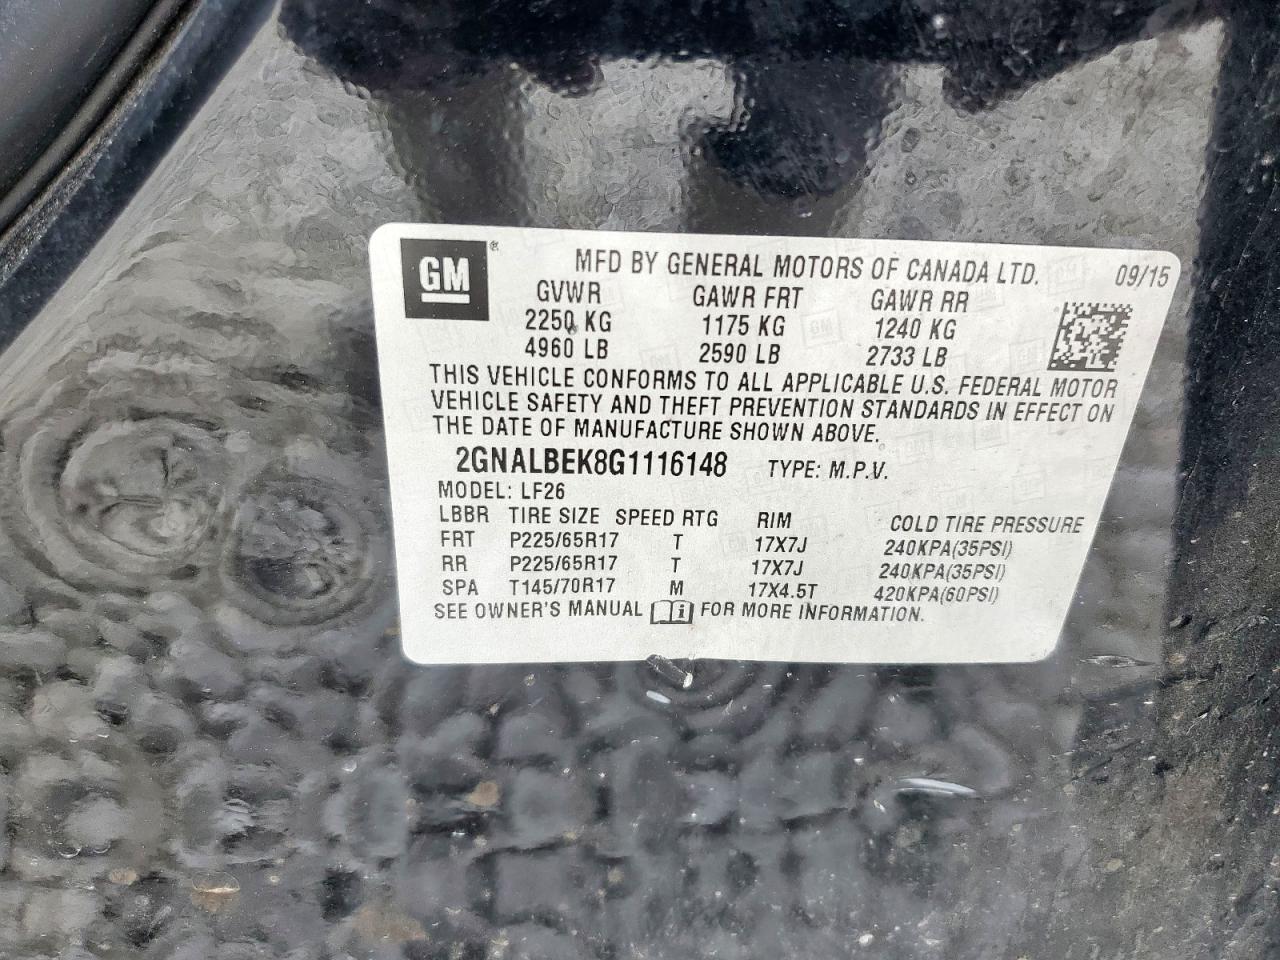 GM ® MFD BY GENERAL MOTORS OF CANADA LTD. 09/15
GVWR GAWR FRT GAWR RR
2250 KG 1175 KG 1240 KG
4960 LB 2590 LB 2733 LB
THIS VEHICLE CONFORMS TO ALL APPLICABLE U.S. FEDERAL MOTOR
VEHICLE SAFETY AND THEFT PREVENTION STANDARDS IN EFFECT ON
THE DATE OF MANUFACTURE SHOWN ABOVE.
2GNALBEK8G1116148 TYPE: M.P.V.
MODEL: LF26
LBBR TIRE SIZE SPEED RTG RIM COLD TIRE PRESSURE
FRT P225/65R17 T 17X7J 240KPA(35PSI)
RR P225/65R17 T 17X7J 240KPA(35PSI)
SPA T145/70R17 M 17X4.5T 420KPA(60PSI)
SEE OWNER'S MANUAL i FOR MORE INFORMATION.